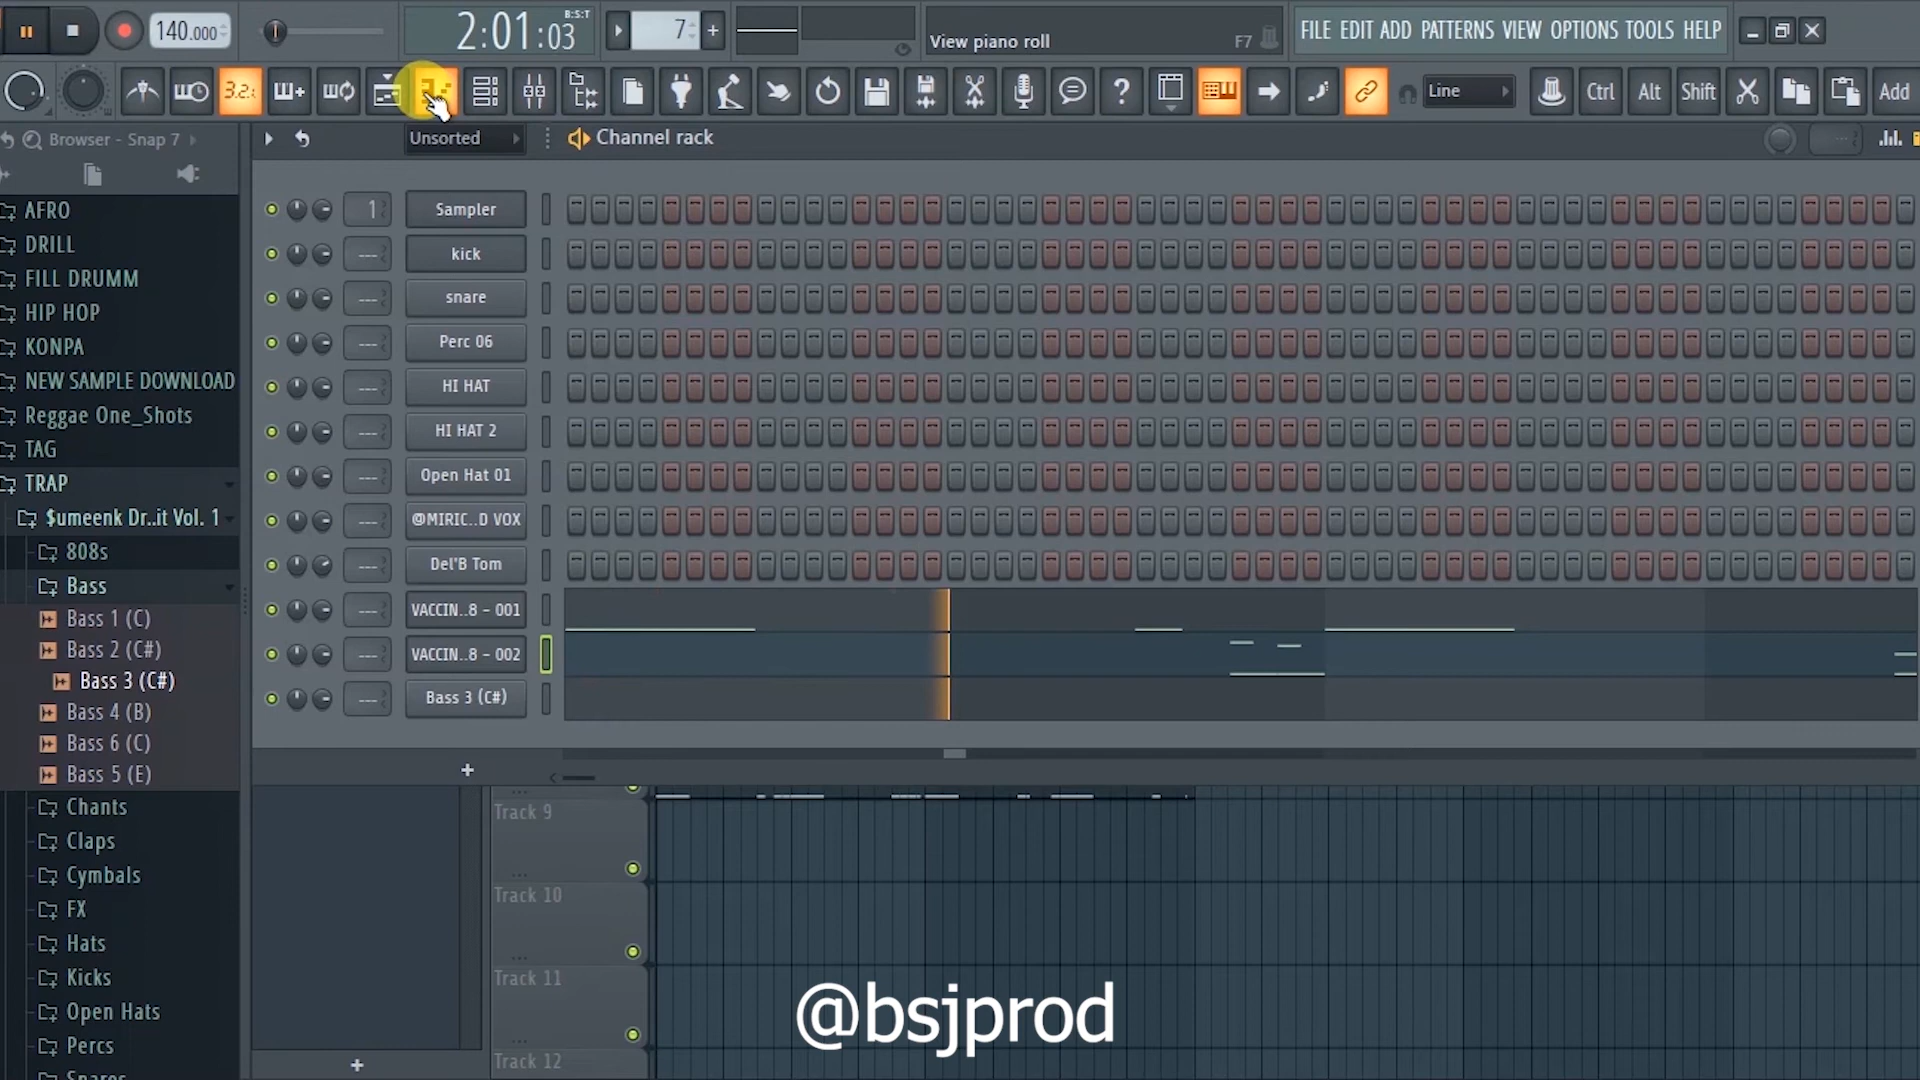 140.000
2:01:03
B:S:T
7
View piano roll
F7
FILE EDIT ADD PATTERNS VIEW OPTIONS TOOLS HELP
3.2.
Line
Ctrl
Alt
Shift
Add
Browser - Snap 7
Unsorted
Channel rack
AFRO
DRILL
FILL DRUMM
HIP HOP
KONPA
NEW SAMPLE DOWNLOAD
Reggae One_Shots
TAG
TRAP
$umeenk Dr..it Vol. 1
808s
Bass
Bass 1 (C)
Bass 2 (C#)
Bass 3 (C#)
Bass 4 (B)
Bass 6 (C)
Bass 5 (E)
Chants
Claps
Cymbals
FX
Hats
Kicks
Open Hats
Percs
Snares
1
Sampler
--- kick
--- snare
--- Perc 06
--- HI HAT
--- HI HAT 2
--- Open Hat 01
--- @MIRIC..D VOX
--- Del'B Tom
--- VACCIN..8 - 001
--- VACCIN..8 - 002
--- Bass 3 (C#)
Track 9
Track 10
Track 11
Track 12
@bsjprod